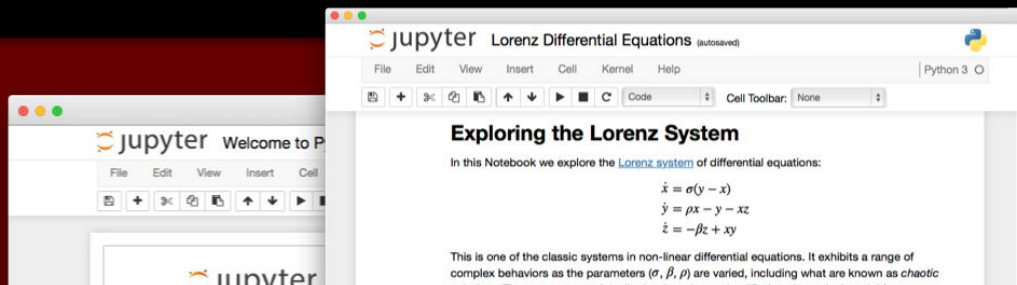 jupyter Lorenz Differential Equations (autosaved)
File Edit View Insert Cell Kernel Help Python 3
Code Cell Toolbar: None
Exploring the Lorenz System
In this Notebook we explore the Lorenz system of differential equations:
ẋ = σ(y − x)
ẏ = ρx − y − xz
ż = −βz + xy
This is one of the classic systems in non-linear differential equations. It exhibits a range of
complex behaviors as the parameters (σ, β, ρ) are varied, including what are known as chaotic
jupyter Welcome to P
File Edit View Insert Cell
jupyter